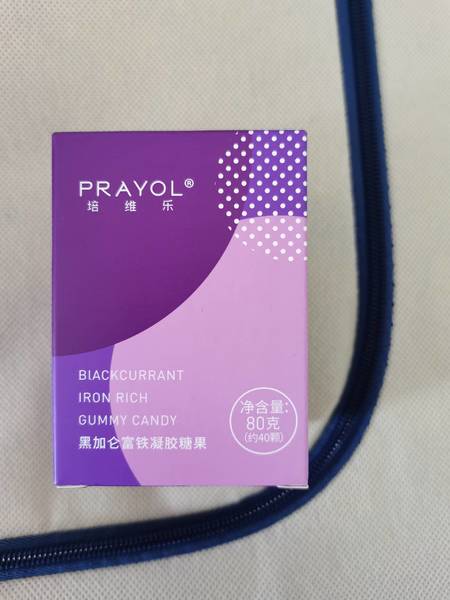 PRAYOL®
培维乐
BlACKCURRANT
IRON RICH
GUMMY CANDY
黑加仑富铁凝胶糖果
净含量:
80克
(约40颗)